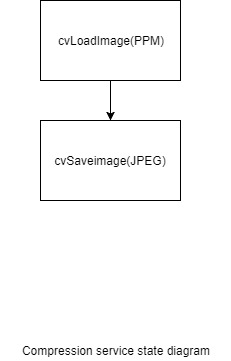 cvLoadImage(PPM)
cvSaveimage(JPEG)
Compression service state diagram